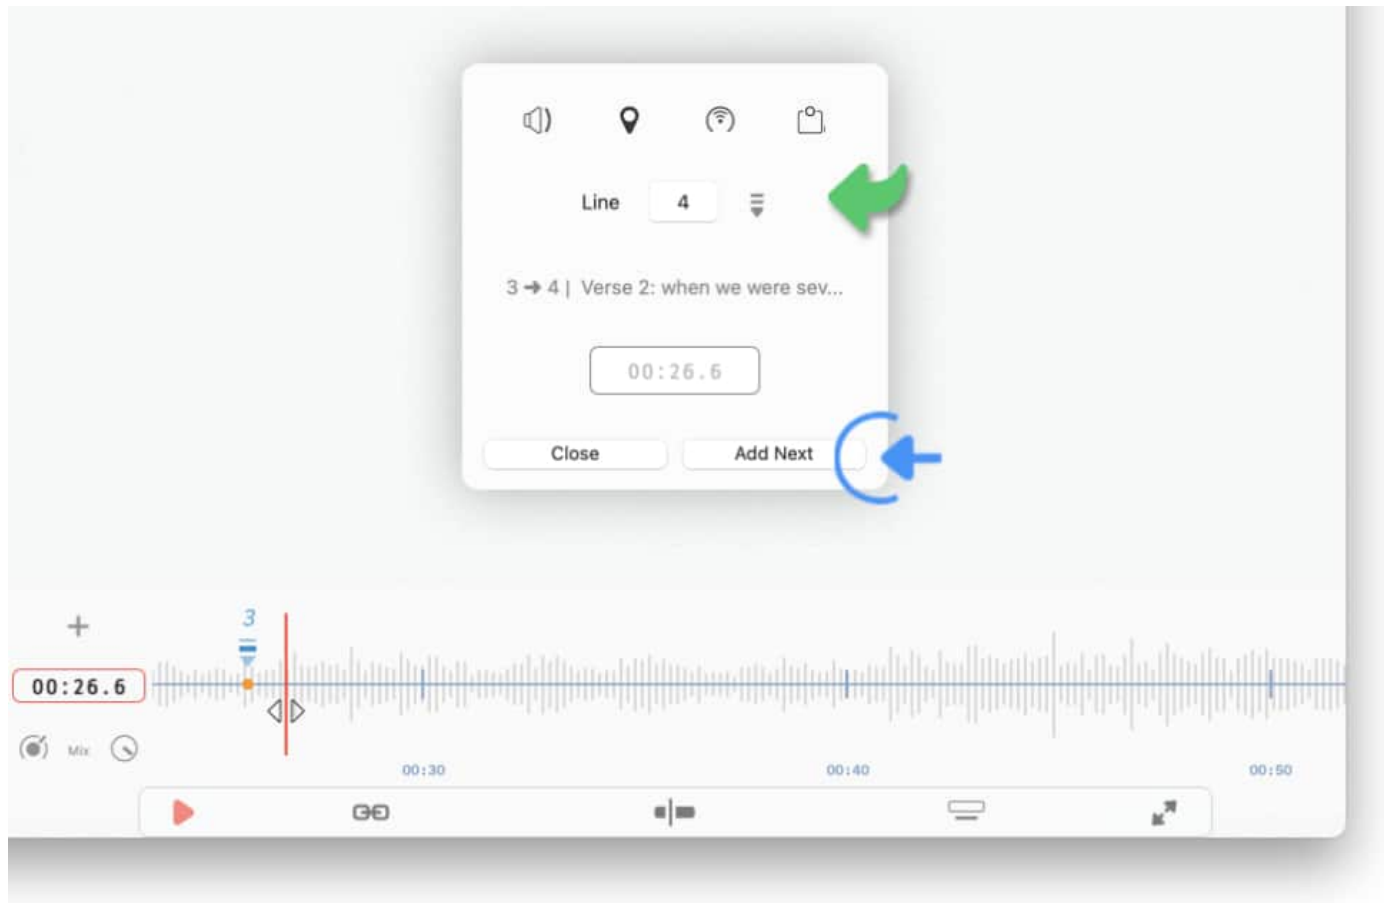 Line 4
3 → 4 | Verse 2: when we were sev...
00:26.6
Close Add Next
3
00:26.6
Mix
00:30 00:40 00:50